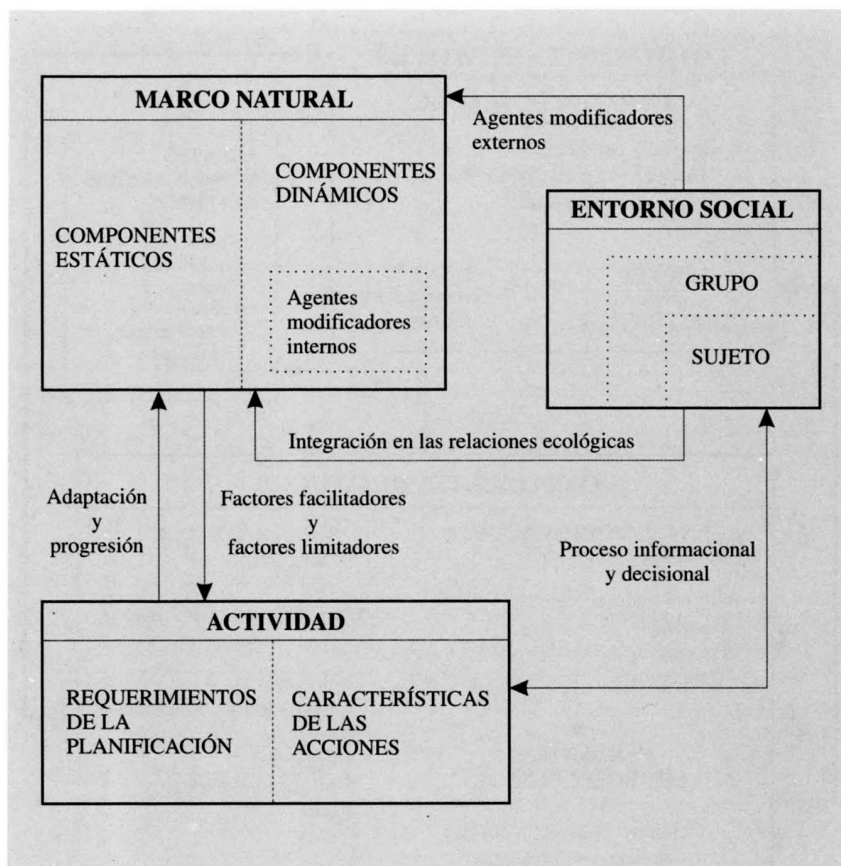 MARCO NATURAL
COMPONENTES
ESTÁTICOS
COMPONENTES
DINÁMICOS
Agentes
modificadores
internos
Agentes modificadores
externos
ENTORNO SOCIAL
GRUPO
SUJETO
Integración en las relaciones ecológicas
Adaptación
y
progresión
Factores facilitadores
y
factores limitadores
Proceso informacional
y decisional
ACTIVIDAD
REQUERIMIENTOS
DE LA
PLANIFICACIÓN
CARACTERÍSTICAS
DE LAS
ACCIONES